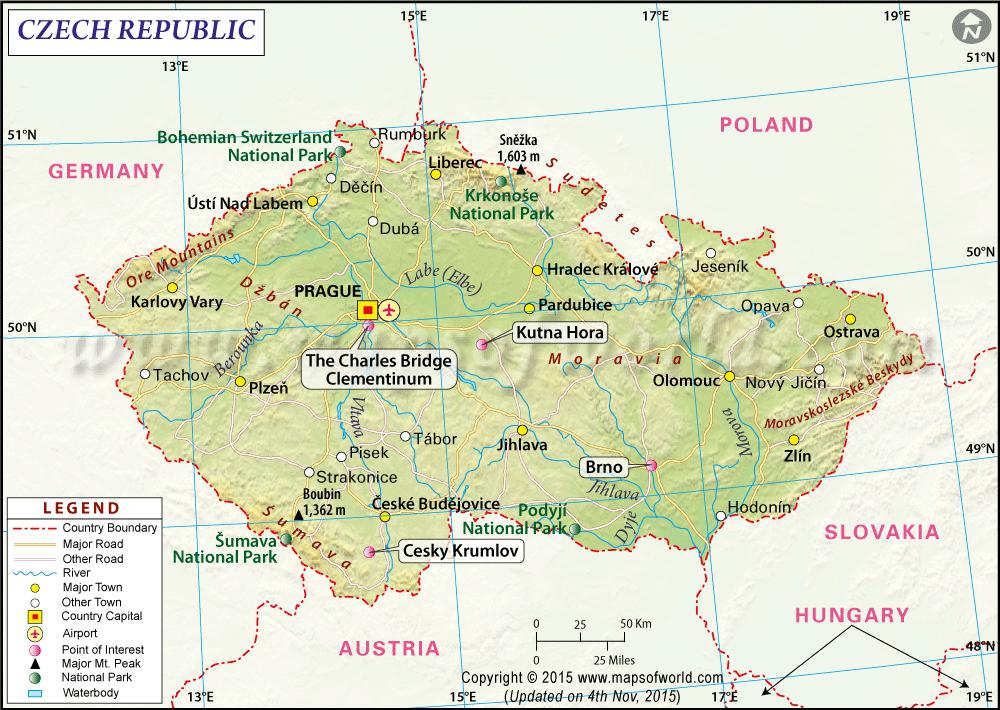 CZECH REPUBLIC
13°E
15°E
17°E
19°E
N
51°N
51°N
POLAND
GERMANY
Bohemian Switzerland
National Park
Rumburk
Sněžka
1,603 m
Liberec
Sudetes
Děčín
Krkonoše
National Park
Ústí Nad Labem
Dubá
Ore Mountains
Jeseník
50°N
Karlovy Vary
Džbán
PRAGUE
Labe (Elbe)
Hradec Králové
Pardubice
Opava
Ostrava
50°N
Berounka
Kutna Hora
The Charles Bridge
Clementinum
Moravia
Tachov
Plzeň
Olomouc
Nový Jičín
Moravskoslezské Beskydy
Vltava
Tábor
Jihlava
Morava
Zlín
49°N
Pisek
Strakonice
Brno
Jihlava
Boubin
1,362 m
České Budějovice
Podyjí
National Park
Dyje
Hodonín
Šumava
Šumava
National Park
Cesky Krumlov
SLOVAKIA
LEGEND
Country Boundary
Major Road
Other Road
River
Major Town
Other Town
Country Capital
Airport
Point of Interest
Major Mt. Peak
National Park
Waterbody
AUSTRIA
HUNGARY
0 25 50 Km
0 25 Miles
48°N
Copyright © 2015 www.mapsofworld.com
(Updated on 4th Nov, 2015)
13°E
15°E
17°E
19°E